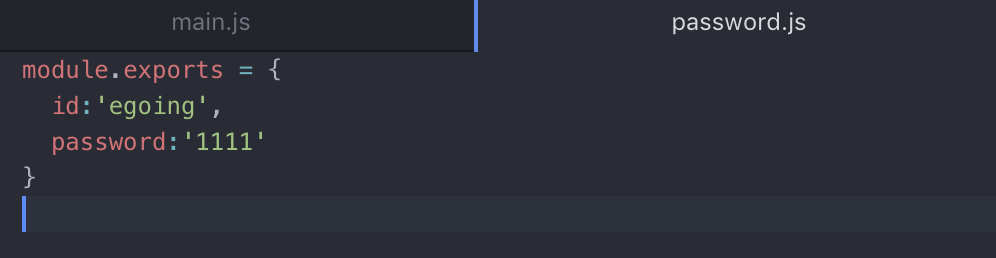 main.js
password.js
module.exports = {
  id:'egoing',
  password:'1111'
}